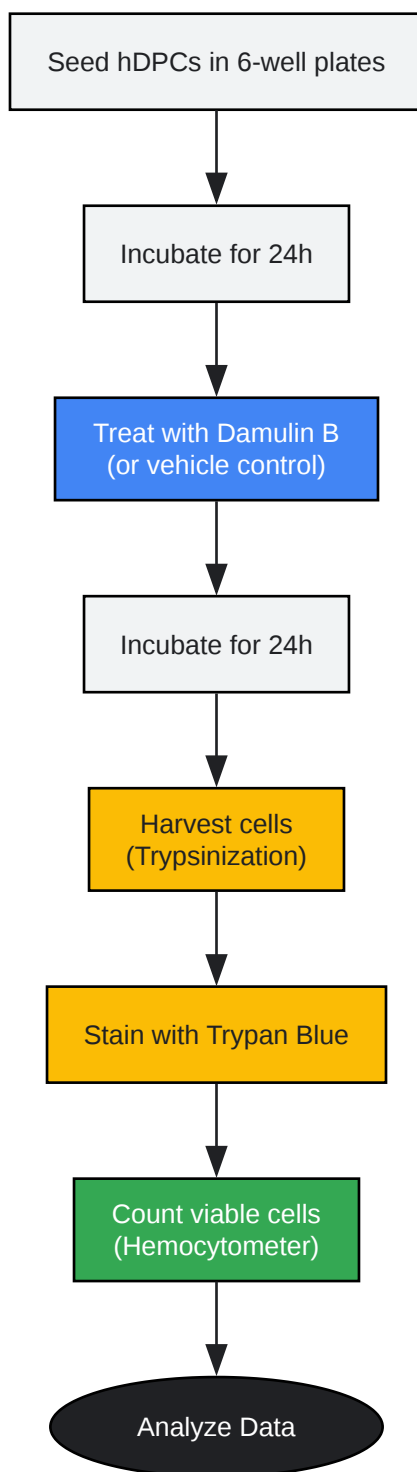 Seed hDPCs in 6-well plates
Incubate for 24h
Treat with Damulin B
(or vehicle control)
Incubate for 24h
Harvest cells
(Trypsinization)
Stain with Trypan Blue
Count viable cells
(Hemocytometer)
Analyze Data